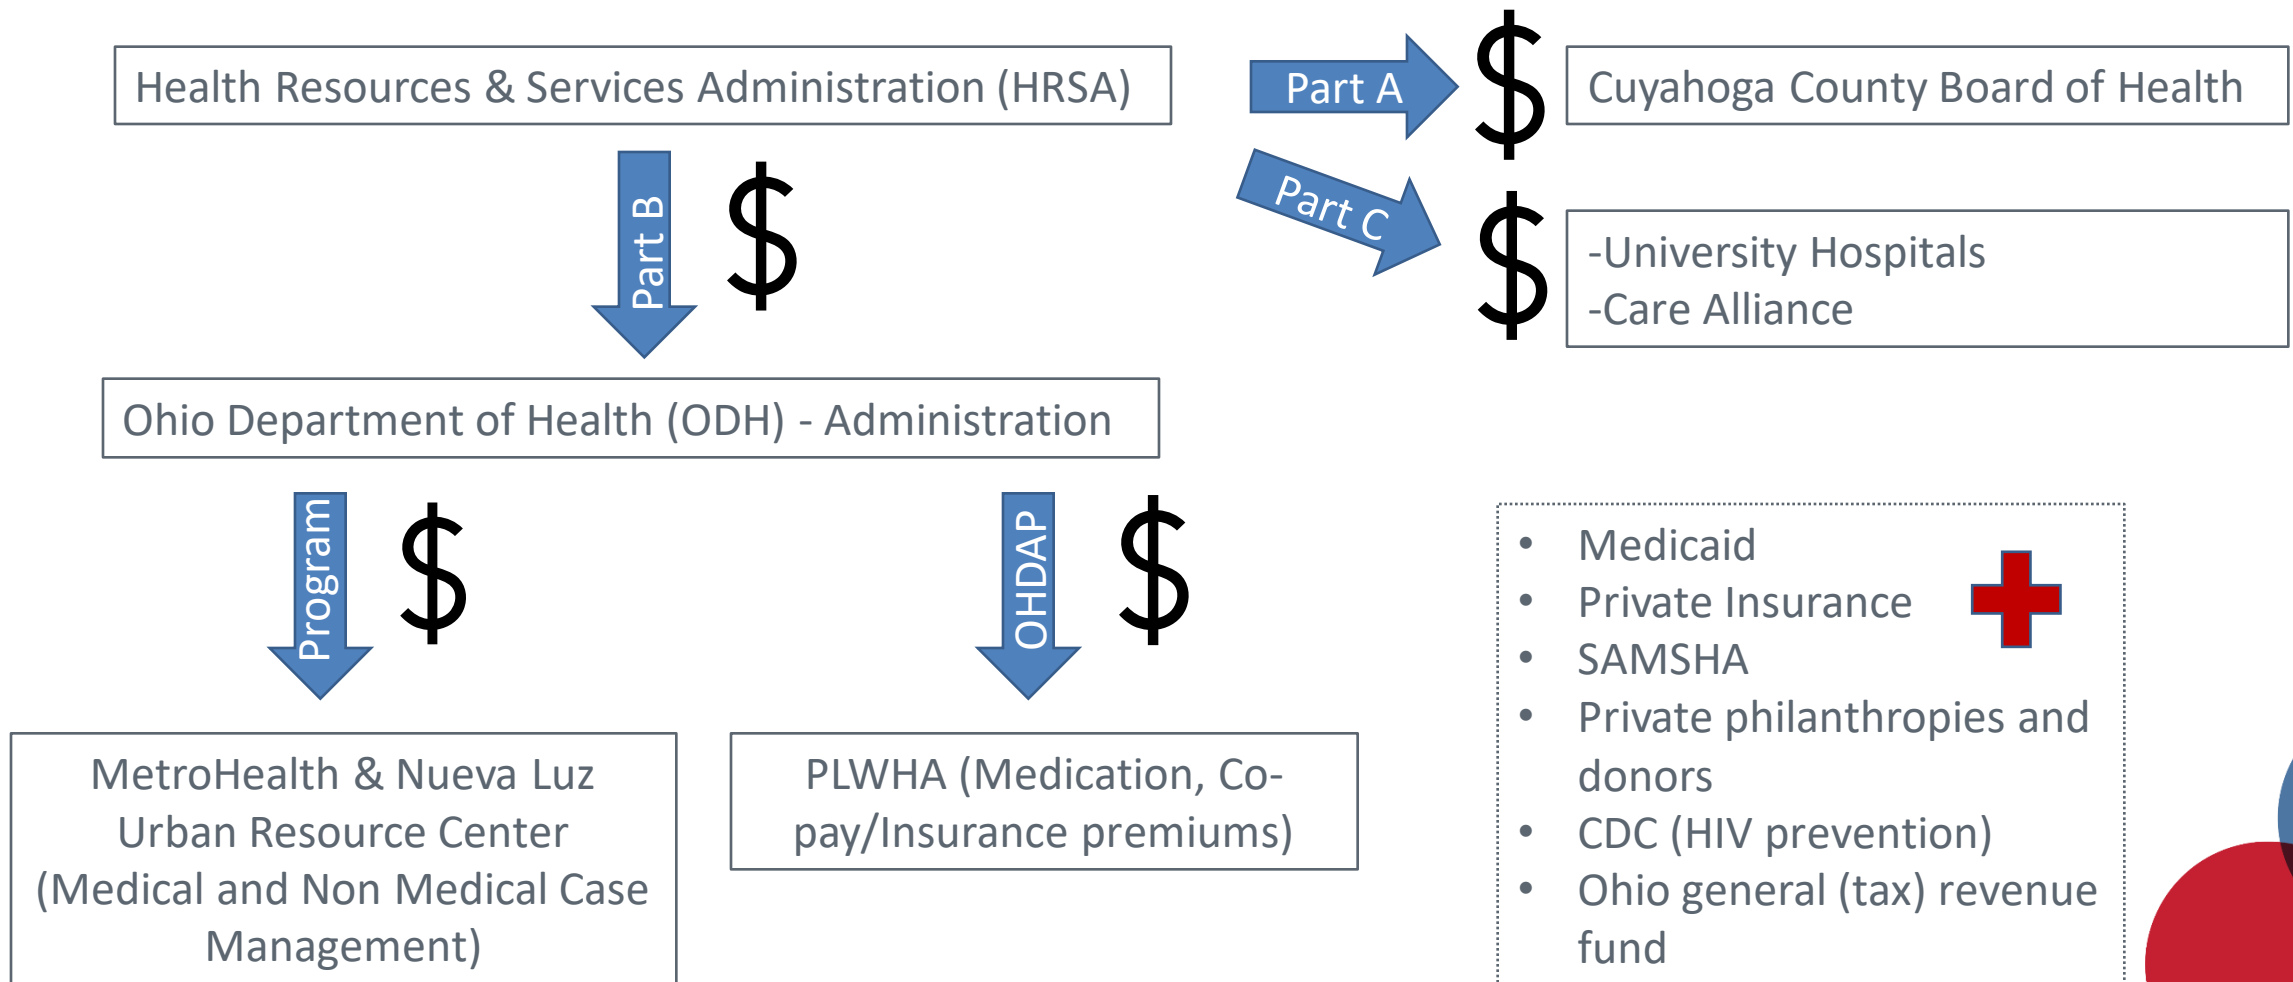 Health Resources & Services Administration (HRSA)
Part A
$
Cuyahoga County Board of Health
Part B
$
Part C
$
-University Hospitals
-Care Alliance
Ohio Department of Health (ODH) - Administration
Program
$
OHDAP
$
MetroHealth & Nueva Luz
Urban Resource Center
(Medical and Non Medical Case
Management)
PLWHA (Medication, Co-
pay/Insurance premiums)
• Medicaid
• Private Insurance
• SAMSHA
• Private philanthropies and
donors
• CDC (HIV prevention)
• Ohio general (tax) revenue
fund